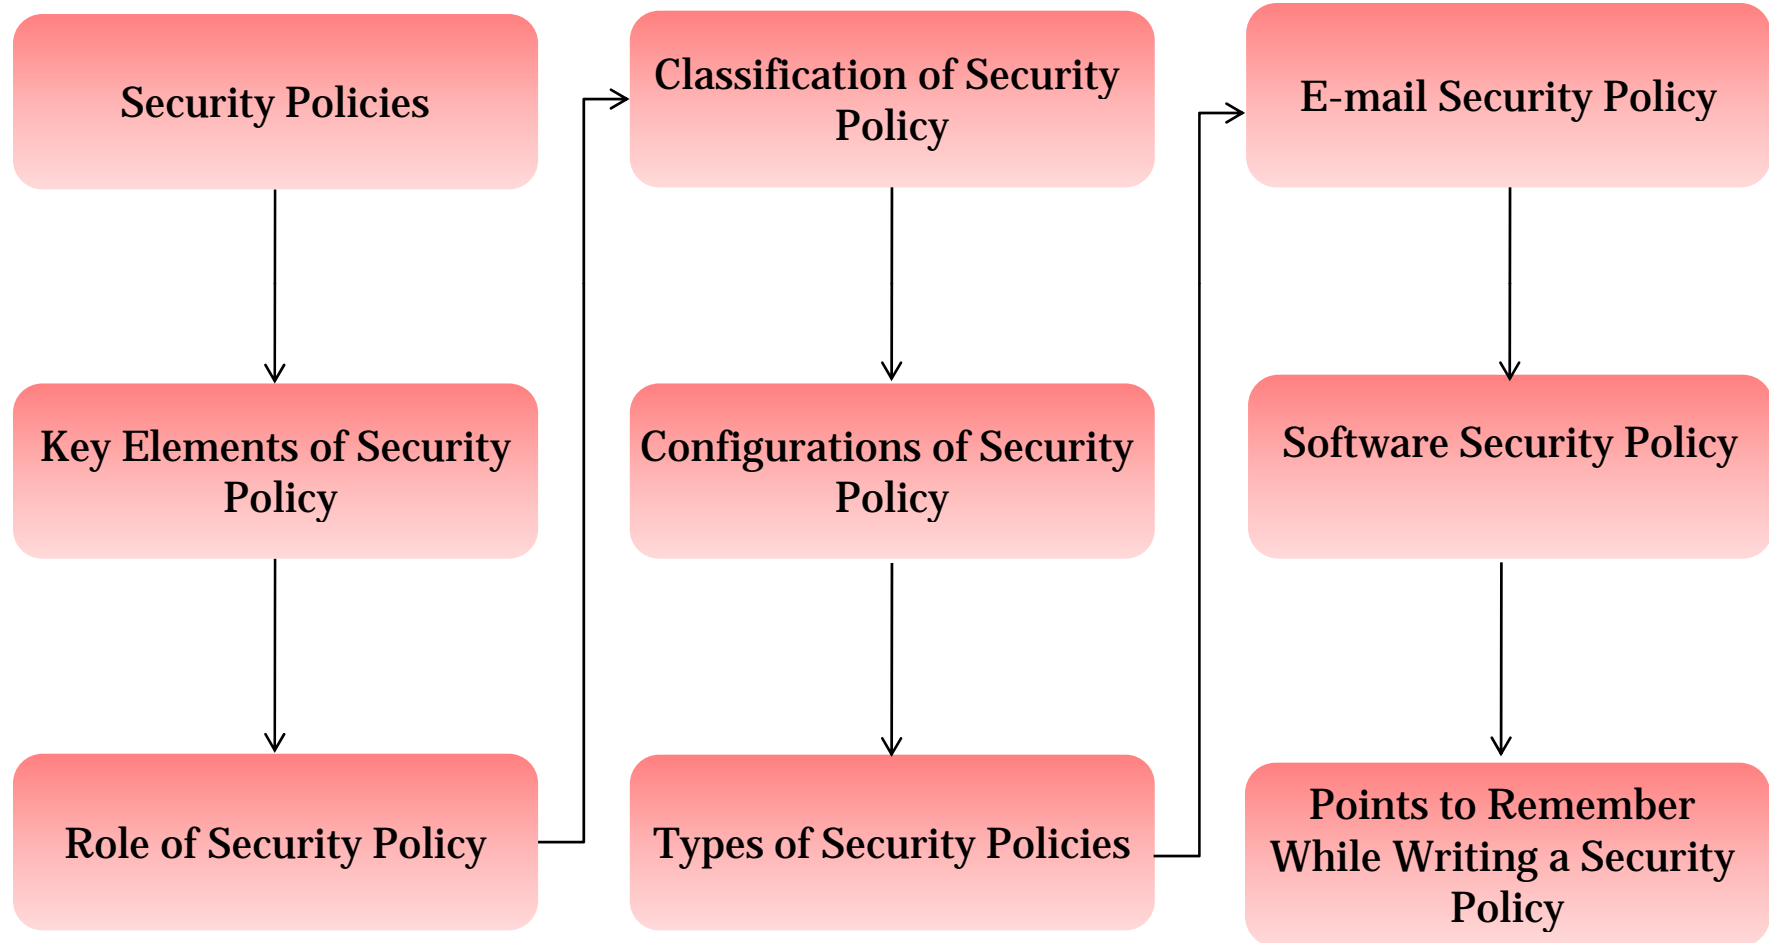 Security Policies
Key Elements of Security
Policy
Role of Security Policy
Classification of Security
Policy
Configurations of Security
Policy
Types of Security Policies
E-mail Security Policy
Software Security Policy
Points to Remember
While Writing a Security
Policy